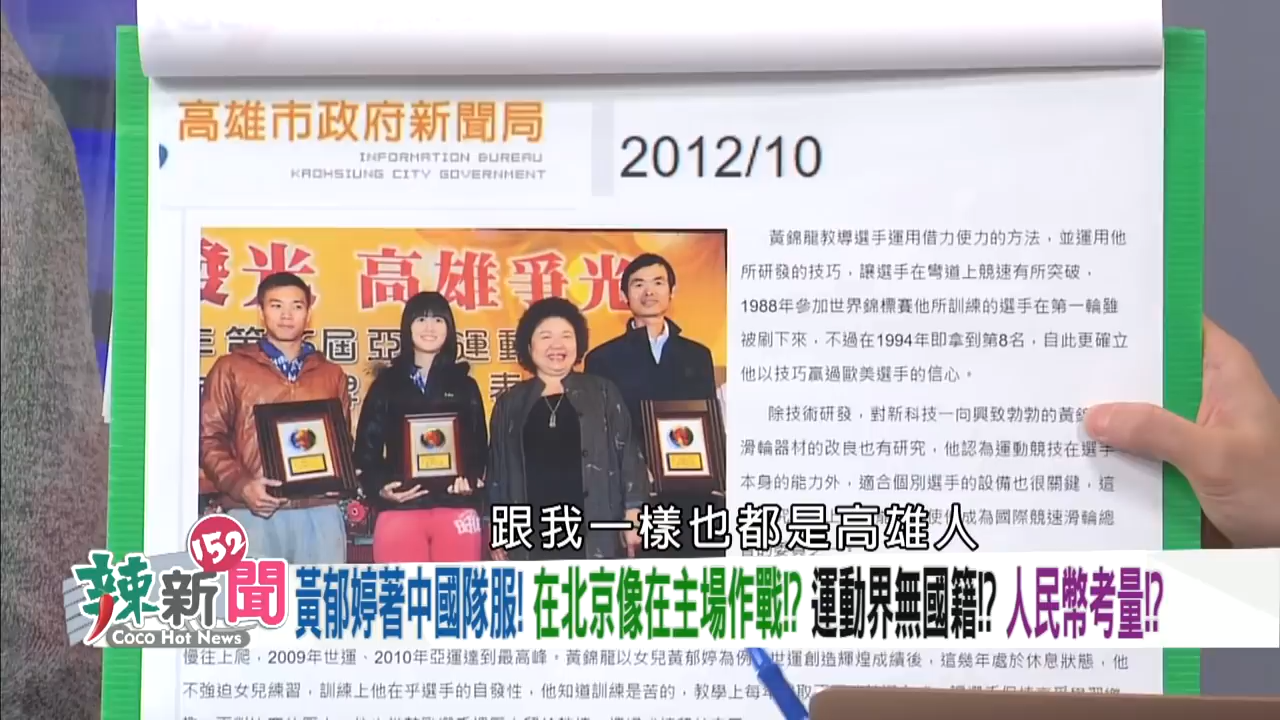 高雄市政府新聞局
INFORMATION BUREAU
KAOHSIUNG CITY GOVERNMENT
2012/10
光 高雄爭光
黃錦龍教導選手運用借力使力的方法，並運用他
所研發的技巧，讓選手在彎道上競速有所突破，
1988年參加世界錦標賽他所訓練的選手在第一輪雖
被刷下來，不過在1994年即拿到第8名，自此更確立
他以技巧贏過歐美選手的信心。
除技術研發，對新科技一向興致勃勃的黃錦
滑輪器材的改良也有研究，他認為運動競技在選手
本身的能力外，適合個別選手的設備也很關鍵，這
使他成為國際競速滑輪總
跟我一樣也都是高雄人
152
辣新聞
Coco Hot News
黃郁婷著中國隊服! 在北京像在主場作戰!? 運動界無國籍!? 人民幣考量!?
慢往上爬，2009年世運、2010年亞運達到最高峰。黃錦龍以女兒黃郁婷為例，世運創造輝煌成績後，這幾年處於休息狀態，他
不強迫女兒練習，訓練上他在乎選手的自發性，他知道訓練是苦的，教學上每年